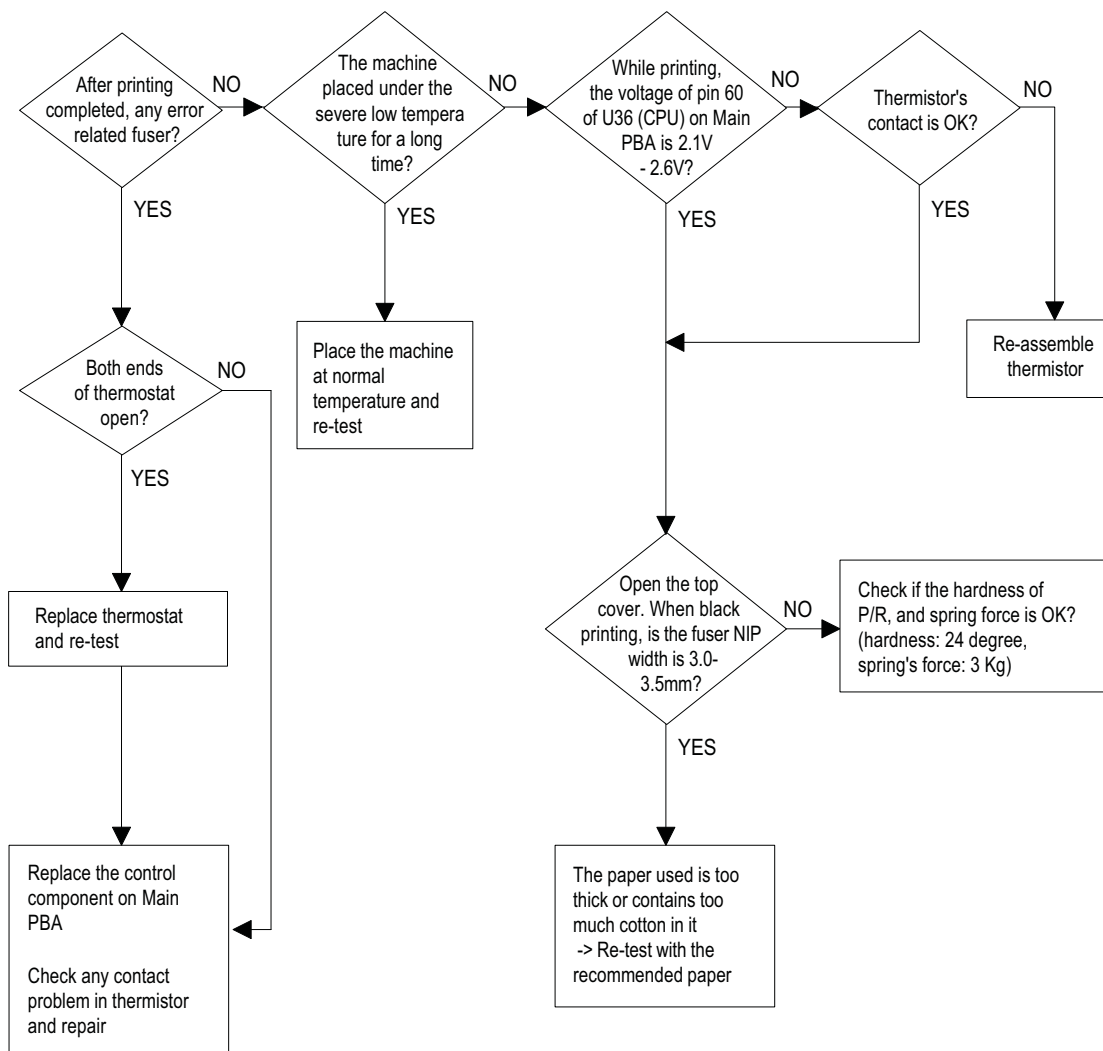 After printing
completed, any error
related fuser?
NO
YES
The machine
placed under the
severe low tempera
ture for a long
time?
NO
YES
While printing,
the voltage of pin 60
of U36 (CPU) on Main
PBA is 2.1V
- 2.6V?
NO
YES
Thermistor's
contact is OK?
NO
YES
Both ends
of thermostat
open?
NO
YES
Place the machine
at normal
temperature and
re-test
Re-assemble
thermistor
Replace thermostat
and re-test
Open the top
cover. When black
printing, is the fuser NIP
width is 3.0-
3.5mm?
NO
YES
Check if the hardness of
P/R, and spring force is OK?
(hardness: 24 degree,
spring's force: 3 Kg)
Replace the control
component on Main
PBA
Check any contact
problem in thermistor
and repair
The paper used is too
thick or contains too
much cotton in it
-> Re-test with the
recommended paper